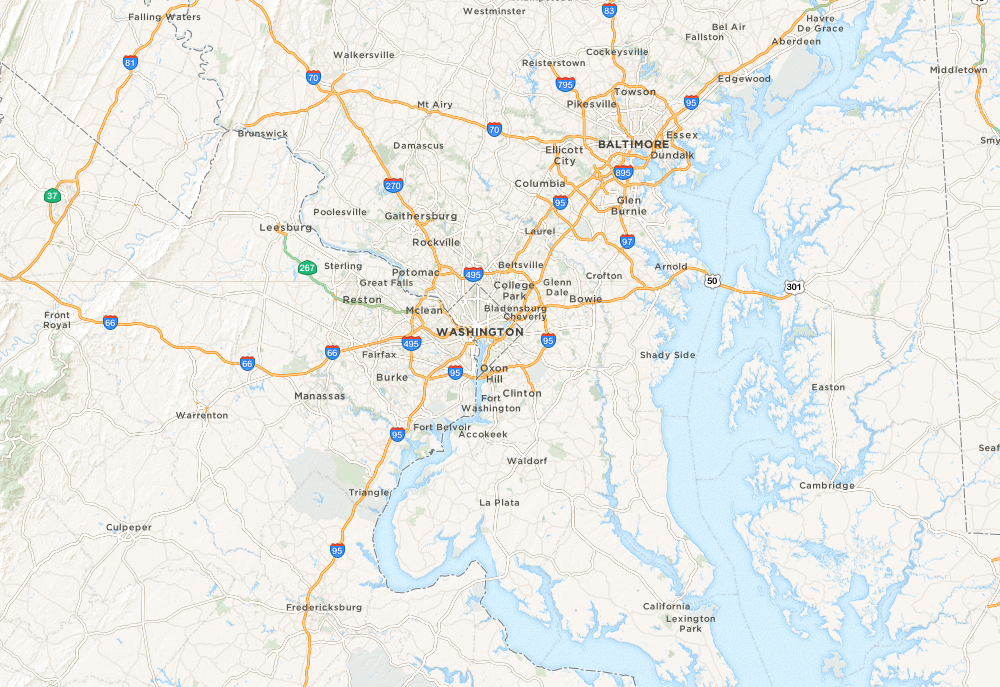 Falling Waters
Westminster
83
Bel Air
Havre
De Grace
Fallston
Aberdeen
Cockeysville
Walkersville
81
Reisterstown
Middletown
70
Edgewood
795
Towson
Mt Airy
Pikesville
95
70
Brunswick
Essex
BALTIMORE
Damascus
Ellicott
City
Dundalk
895
270
Columbia
37
95
Glen
Burnie
Poolesville
Gaithersburg
Leesburg
Laurel
Rockville
97
267
Sterling
Beltsville
Arnold
Potomac
495
Crofton
50
Great Falls
College
Park
Glenn
Dale
301
Reston
Bowie
Mclean
Bladensburg
Cheverly
Front
Royal
66
WASHINGTON
495
95
66
Fairfax
Shady Side
66
95
Oxon
Hill
Burke
Easton
Manassas
Clinton
Fort
Washington
Warrenton
Fort Belvoir
95
Accokeek
Seaf
Waldorf
Cambridge
Triangle
La Plata
Culpeper
95
Fredericksburg
California
Lexington
Park
Smy